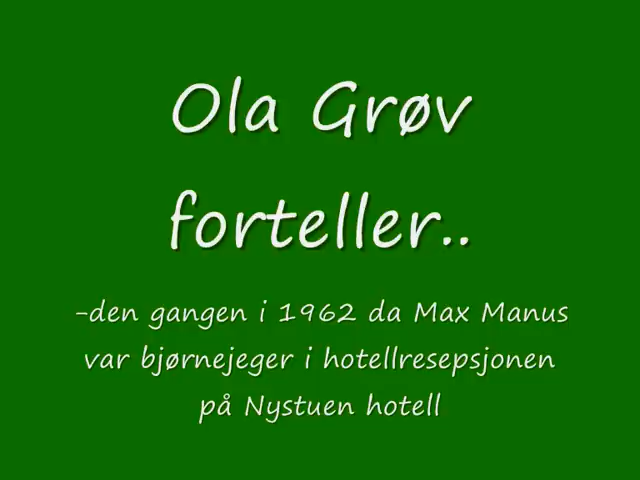 Ola Grøv
forteller..
-den gangen i 1962 da Max Manus
var bjørnejeger i hotellresepsjonen
på Nystuen hotell